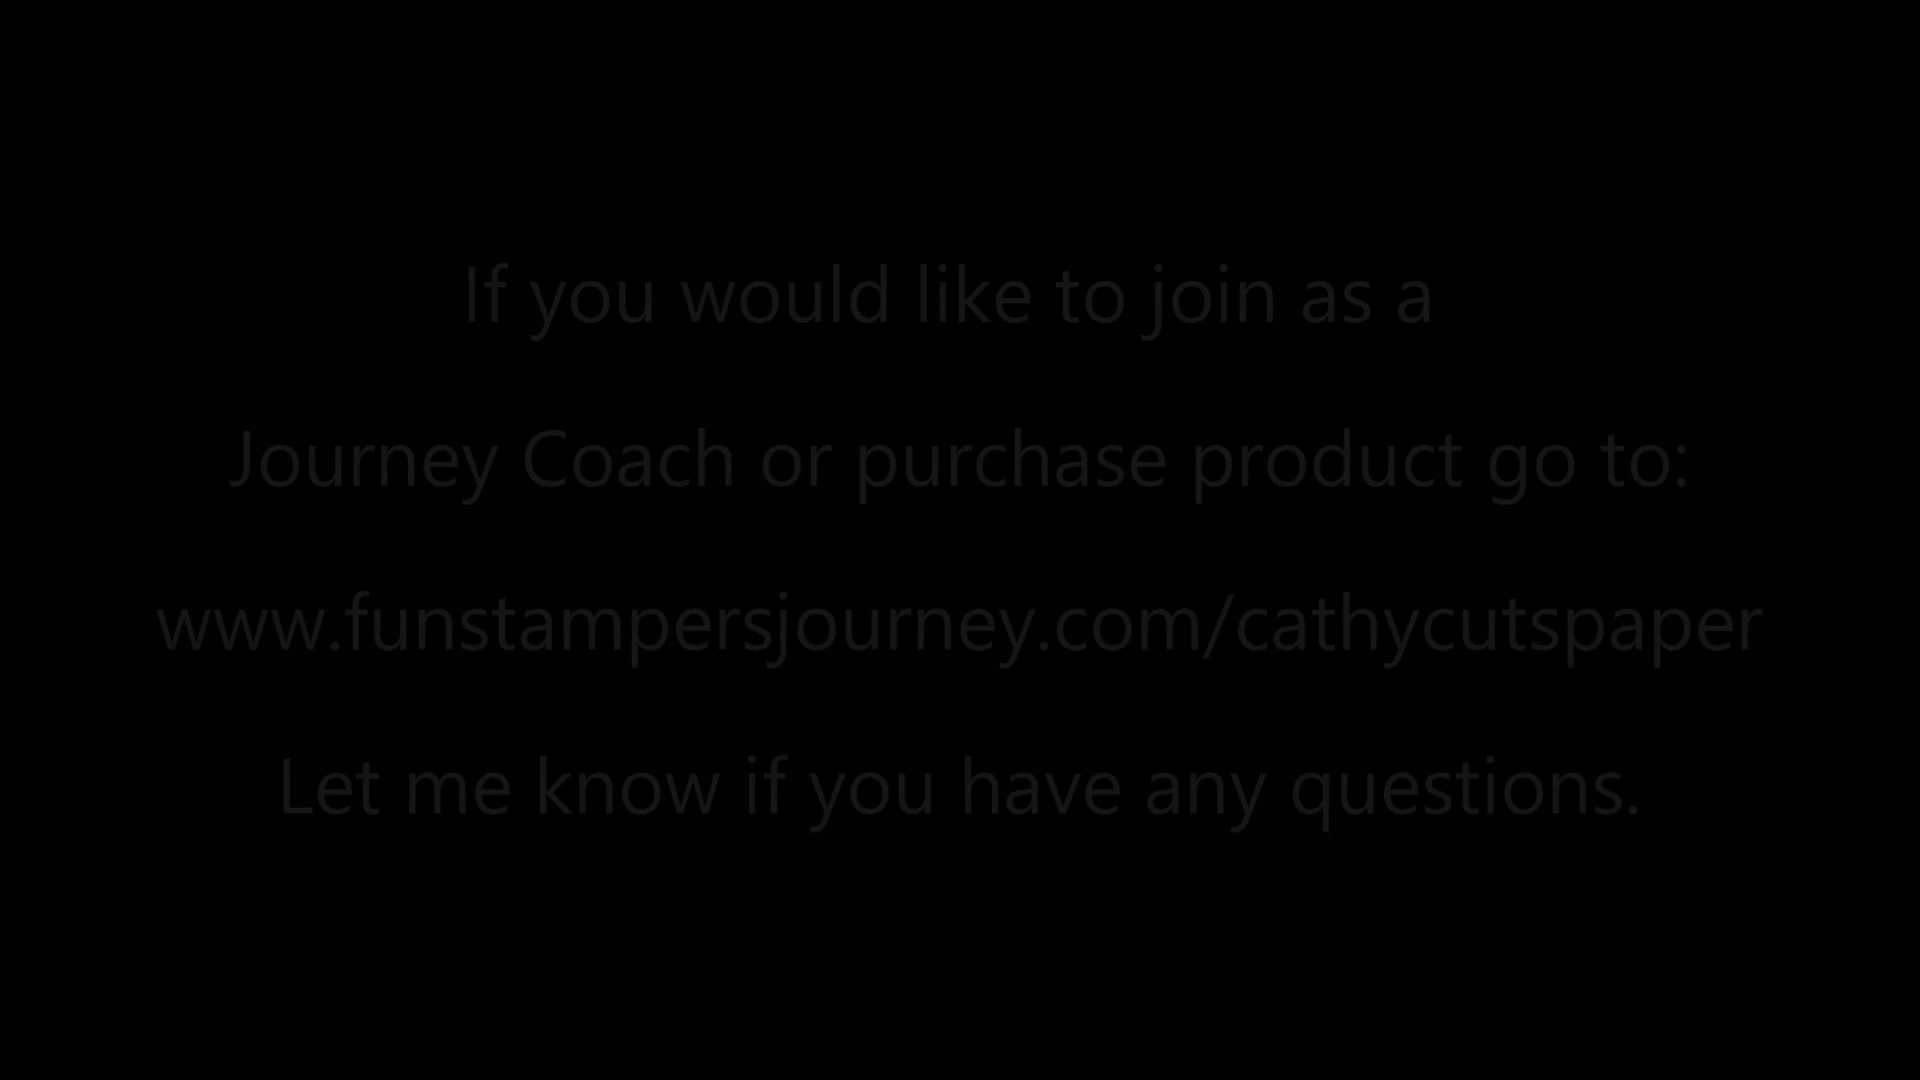 If you would like to join as a
Journey Coach or purchase product go to:
www.funstampersjourney.com/cathycutspaper
Let me know if you have any questions.